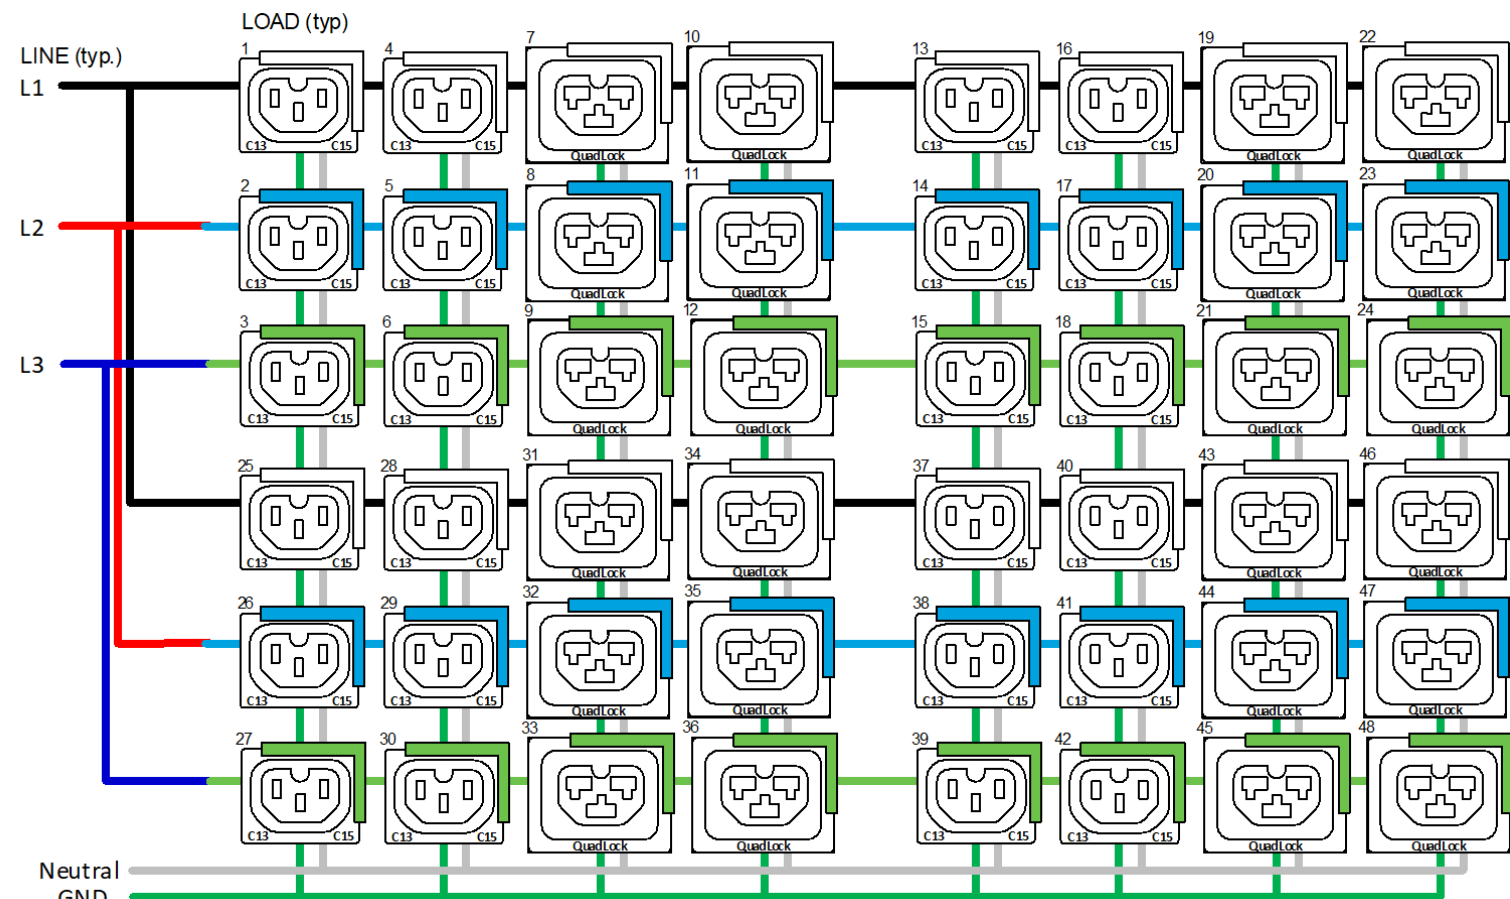 LOAD (typ)
LINE (typ.)
1 4 7 10 13 16 19 22
L1
C13 C15 C13 C15 QuadLock QuadLock C13 C15 C13 C15 QuadLock QuadLock
2 5 8 11 14 17 20 23
L2
C13 C15 C13 C15 QuadLock QuadLock C13 C15 C13 C15 QuadLock QuadLock
3 6 9 12 15 18 21 24
L3
C13 C15 C13 C15 QuadLock QuadLock C13 C15 C13 C15 QuadLock QuadLock
25 28 31 34 37 40 43 46
C13 C15 C13 C15 QuadLock QuadLock C13 C15 C13 C15 QuadLock QuadLock
26 29 32 35 38 41 44 47
C13 C15 C13 C15 QuadLock QuadLock C13 C15 C13 C15 QuadLock QuadLock
27 30 33 36 39 42 45 48
C13 C15 C13 C15 QuadLock QuadLock C13 C15 C13 C15 QuadLock QuadLock
Neutral
GND